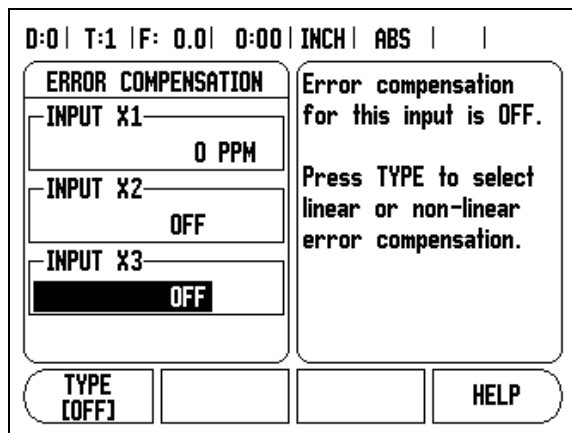 D:0 | T:1 | F: 0.0 | 0:00 | INCH | ABS | |
ERROR COMPENSATION
INPUT X1
0 PPM
INPUT X2
OFF
INPUT X3
OFF
Error compensation
for this input is OFF.
Press TYPE to select
linear or non-linear
error compensation.
TYPE
[OFF]
HELP